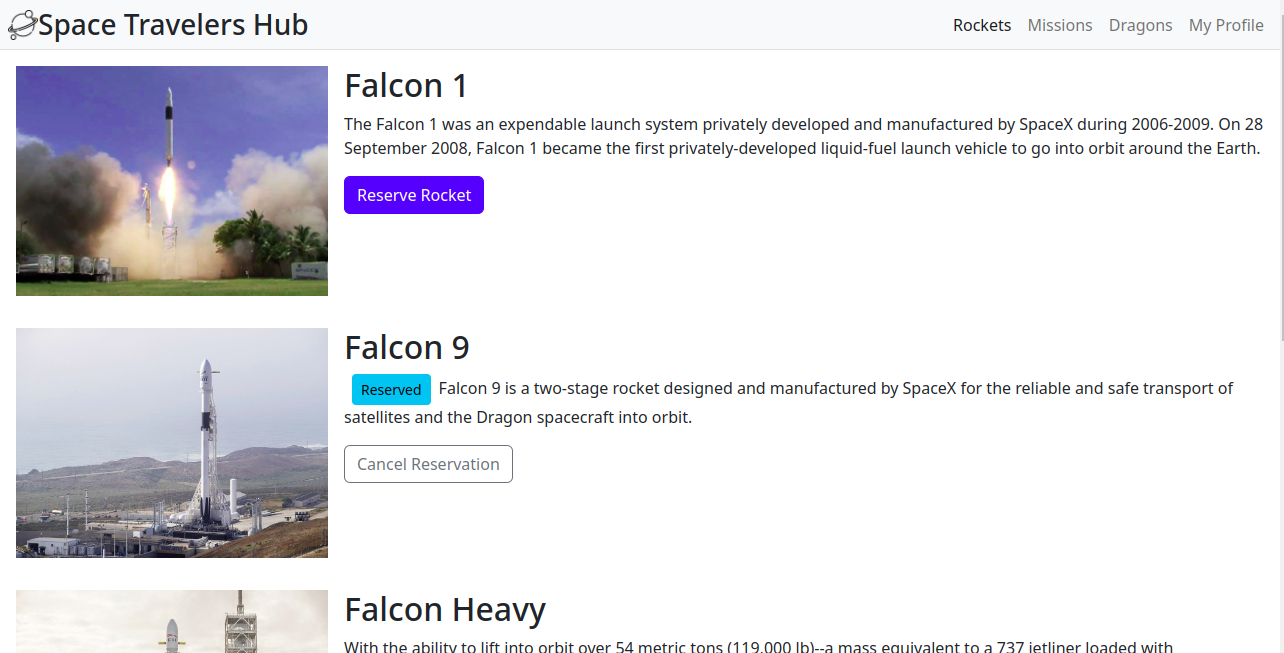 Space Travelers Hub
Rockets Missions Dragons My Profile
Falcon 1
The Falcon 1 was an expendable launch system privately developed and manufactured by SpaceX during 2006-2009. On 28
September 2008, Falcon 1 became the first privately-developed liquid-fuel launch vehicle to go into orbit around the Earth.
Reserve Rocket
Falcon 9
Reserved Falcon 9 is a two-stage rocket designed and manufactured by SpaceX for the reliable and safe transport of
satellites and the Dragon spacecraft into orbit.
Cancel Reservation
Falcon Heavy
With the ability to lift into orbit over 54 metric tons (119,000 lb)--a mass equivalent to a 737 jetliner loaded with